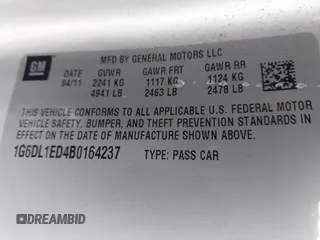 GM
MFD BY GENERAL MOTORS LLC
DATE GVWR GAWR FRT GAWR RR
04/11 2241 KG 1117 KG 1124 KG
4941 LB 2463 LB 2478 LB
THIS VEHICLE CONFORMS TO ALL APPLICABLE U.S. FEDERAL MOTOR
VEHICLE SAFETY, BUMPER, AND THEFT PREVENTION STANDARDS IN
EFFECT ON THE DATE OF MANUFACTURE SHOWN ABOVE.
1G6DL1ED4B0164237 TYPE: PASS CAR
DEALERSCOPE